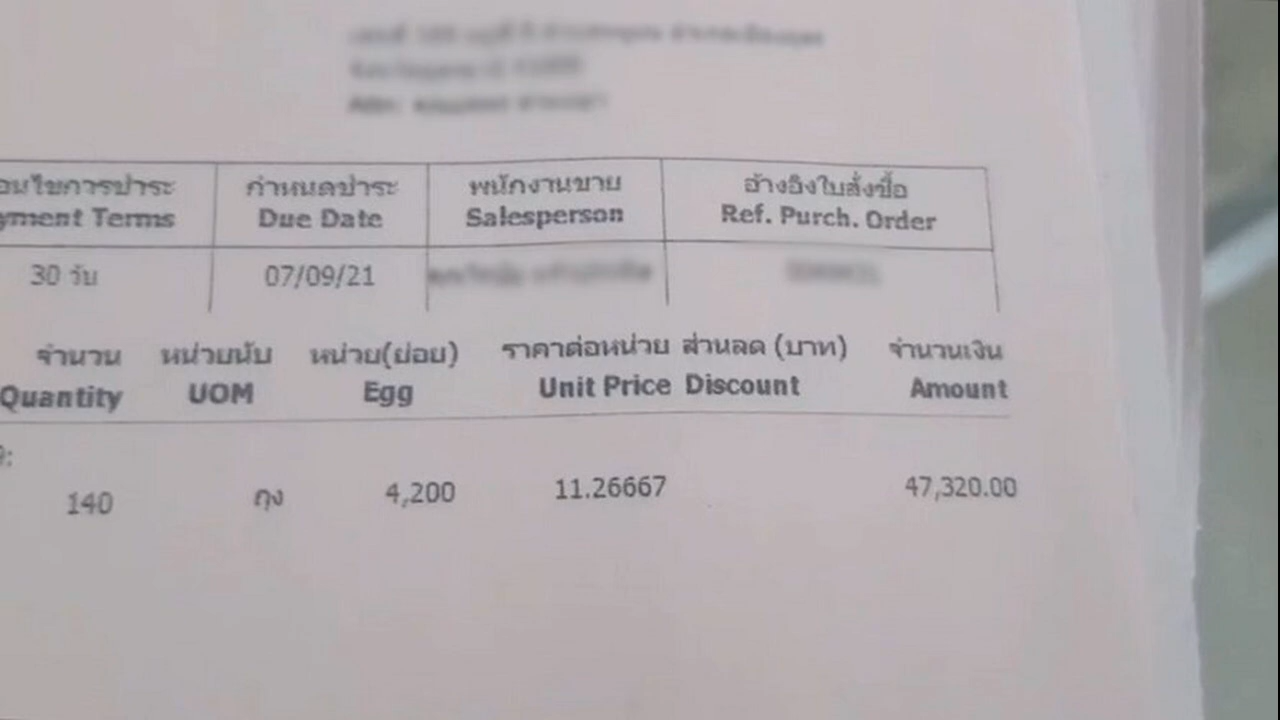 อนไขการชำระ กำหนดชำระ พนักงานขาย อ้างอิงใบสั่งซื้อ
yment Terms Due Date Salesperson Ref. Purch. Order
30 วัน 07/09/21
จำนวน หน่วยนับ หน่วย(ย่อย) ราคาต่อหน่วย ส่วนลด (บาท) จำนวนเงิน
Quantity UOM Egg Unit Price Discount Amount
140 ถุง 4,200 11.26667 47,320.00